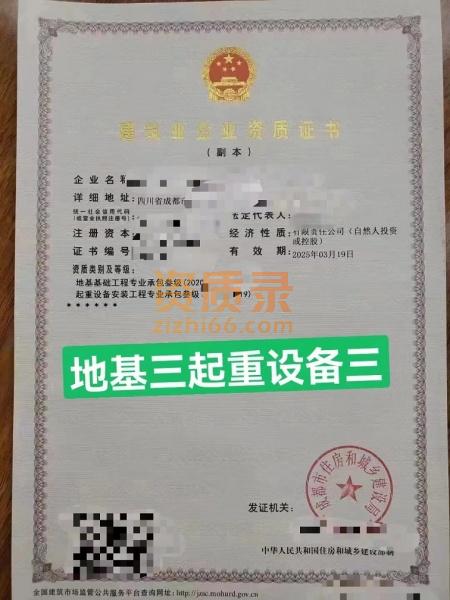 建筑业企业资质证书
(副本)
企业名称
详细地址: 四川省成都市
统一社会信用代码
(或营业执照注册号):
法定代表人:
注册资本:
经济性质: 有限责任公司(自然人投资
或控股)
证书编号:
有效期: 2025年03月19日
资质类别及等级:
地基基础工程专业承包叁级(2020
起重设备安装工程专业承包叁级
9)
******
资质录
zizhi66.com
地基三起重设备三
成都市住房和城乡建设局
发证机关:
中华人民共和国住房和城乡建设部制
全国建筑市场监管公共服务平台查询网址: http://jzsc.mohurd.gov.cn